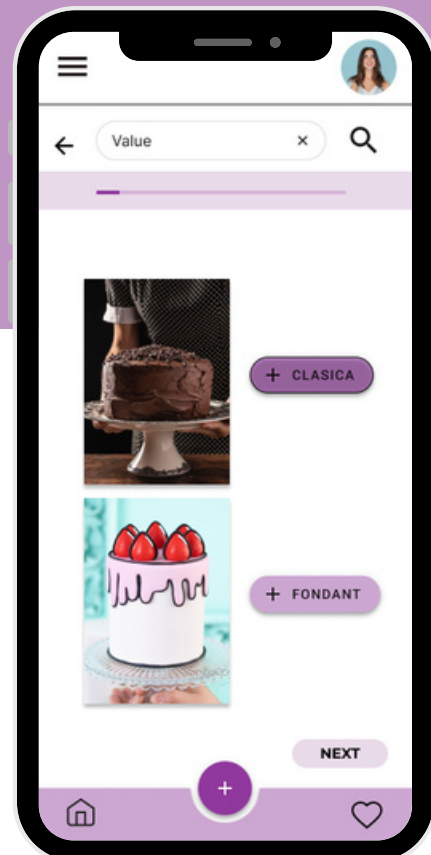 Value
+ CLASICA
+ FONDANT
NEXT
+